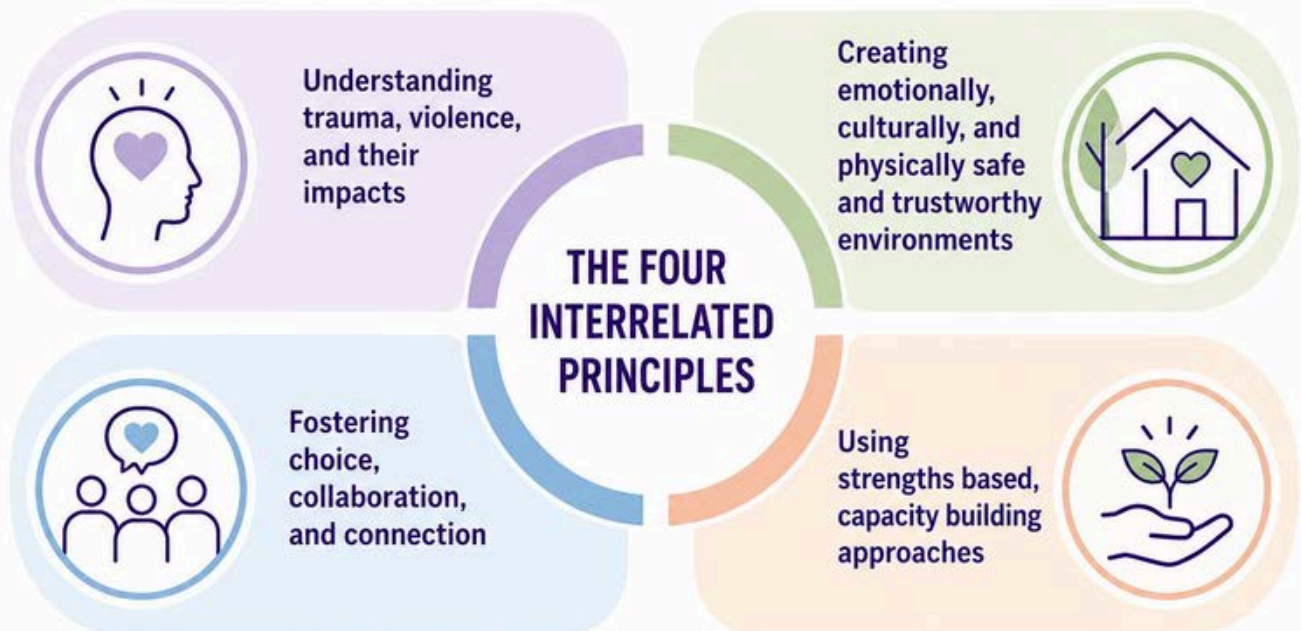 Understanding
trauma, violence,
and their
impacts
Creating
emotionally,
culturally, and
physically safe
and trustworthy
environments
THE FOUR
INTERRELATED
PRINCIPLES
Fostering
choice,
collaboration,
and connection
Using
strengths based,
capacity building
approaches